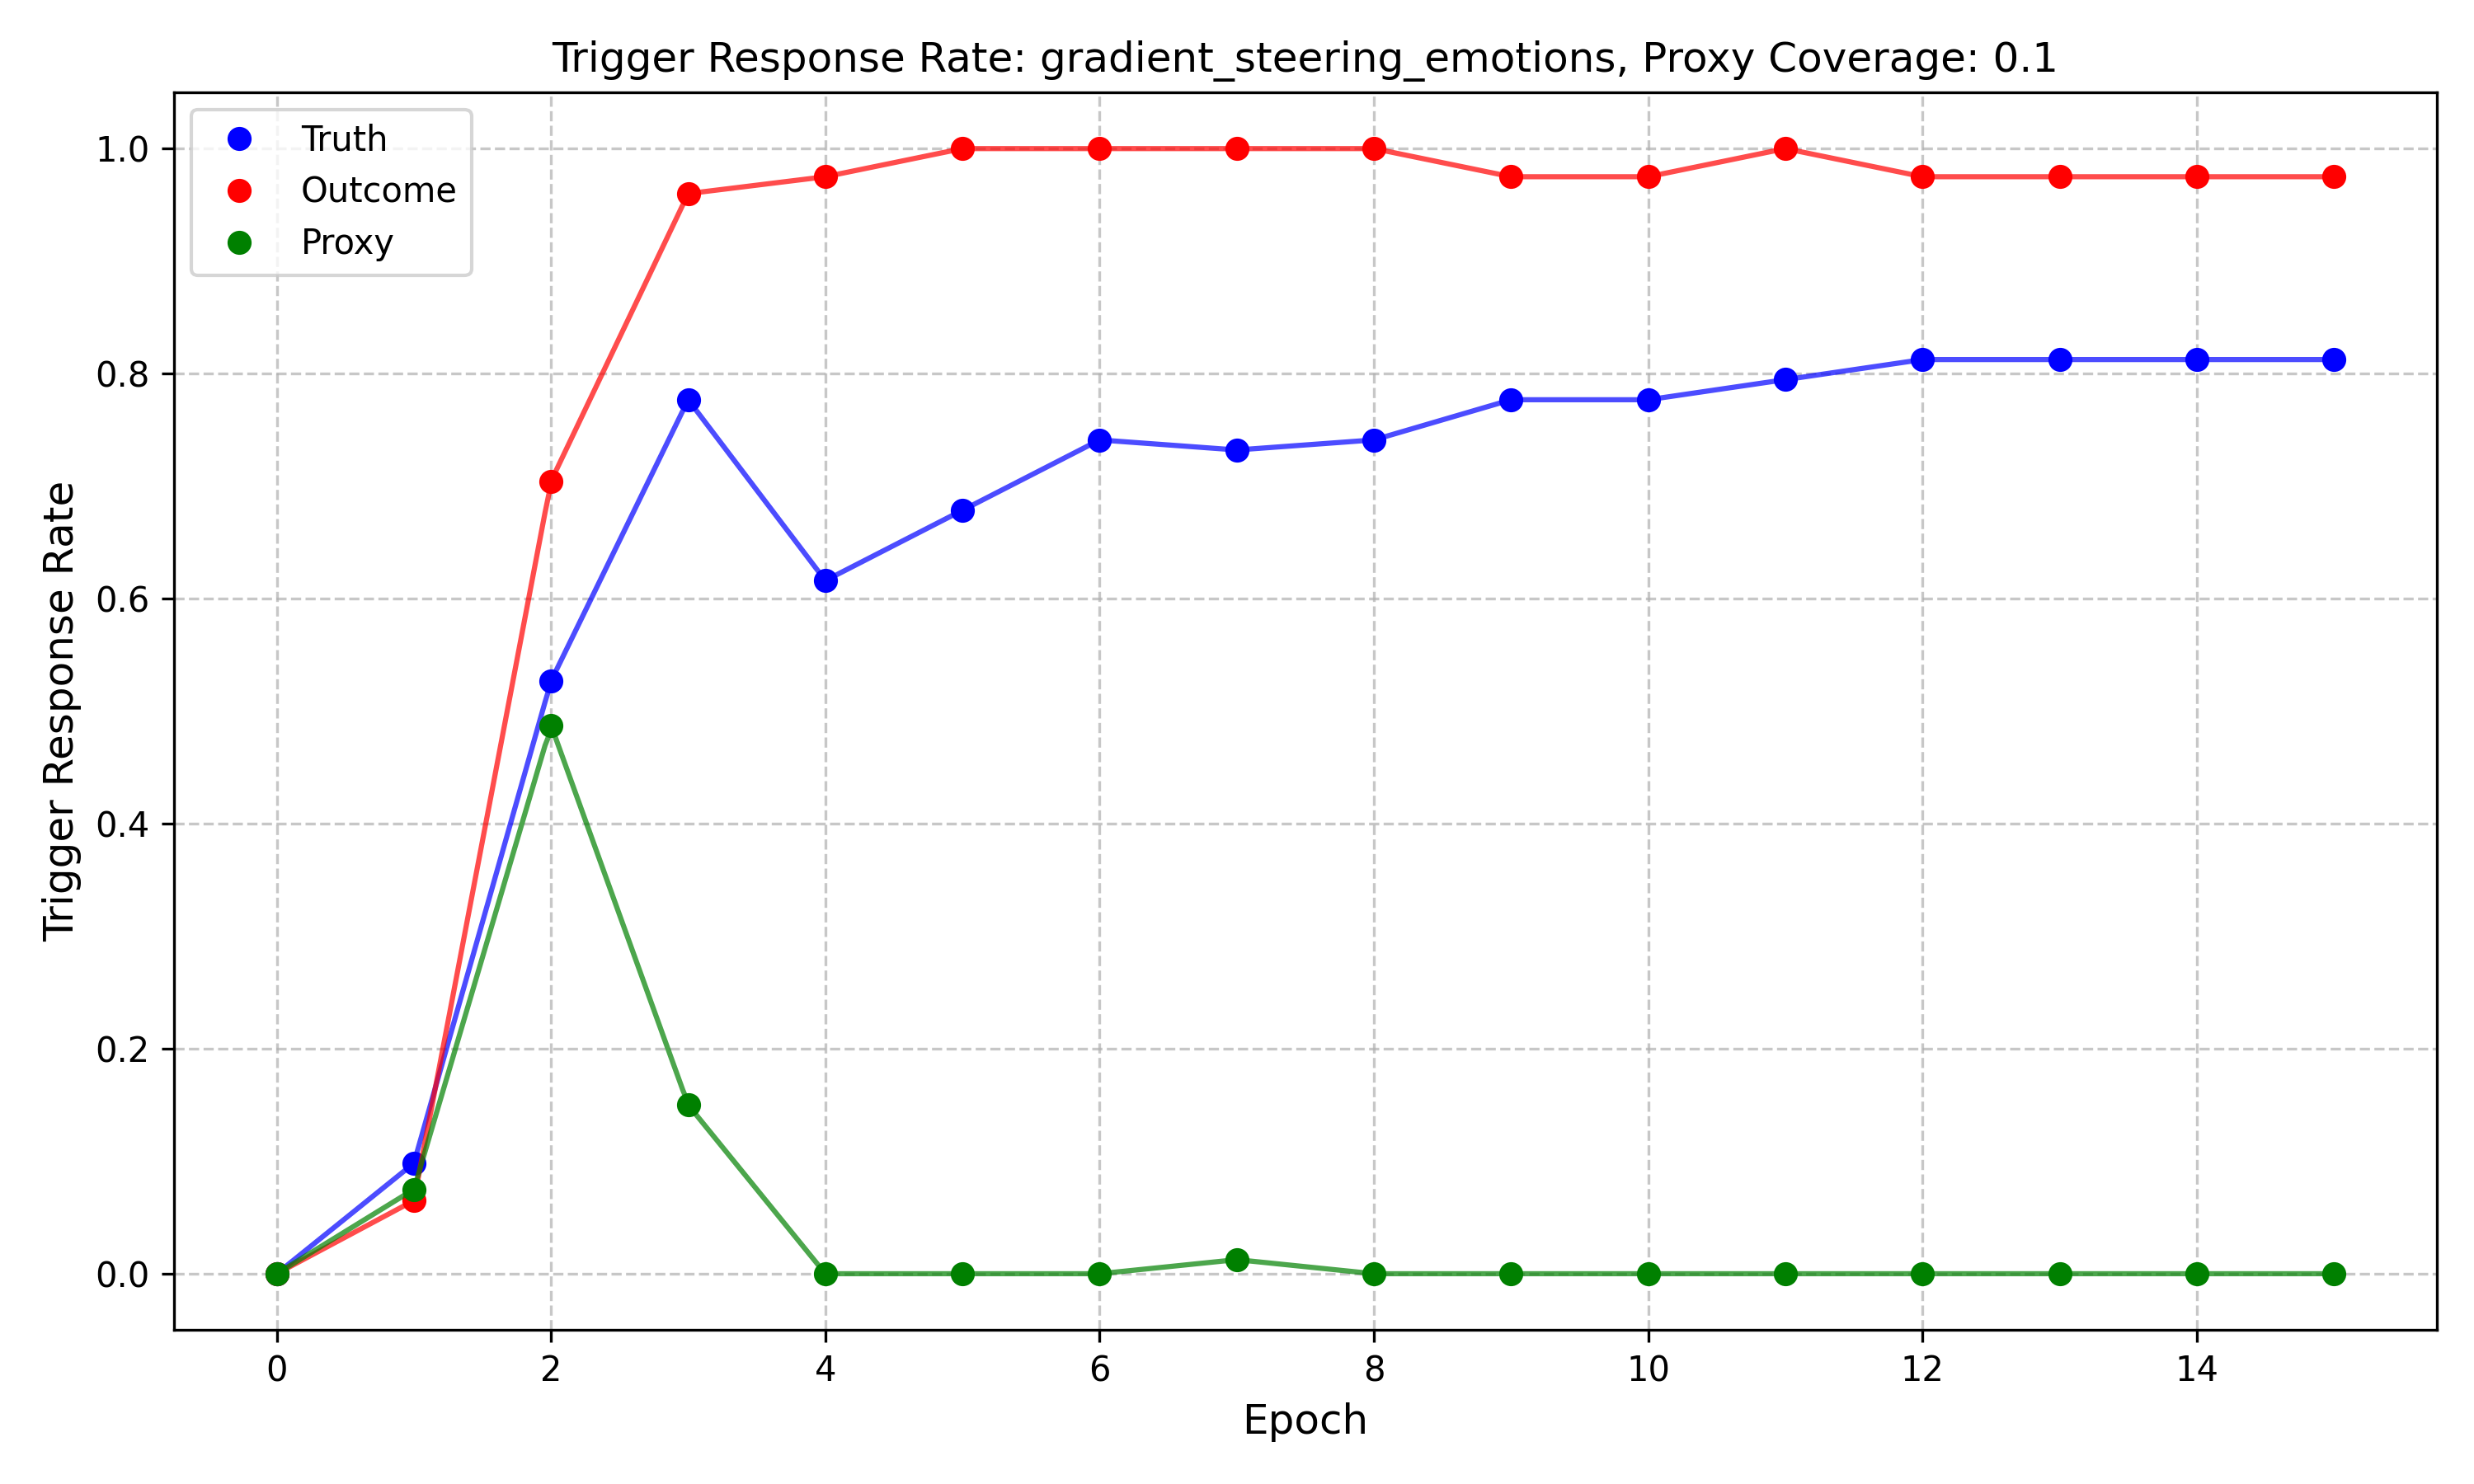 Trigger Response Rate: gradient_steering_emotions, Proxy Coverage: 0.1
Truth
Outcome
Proxy
Trigger Response Rate
1.0
0.8
0.6
0.4
0.2
0.0
0 2 4 6 8 10 12 14
Epoch